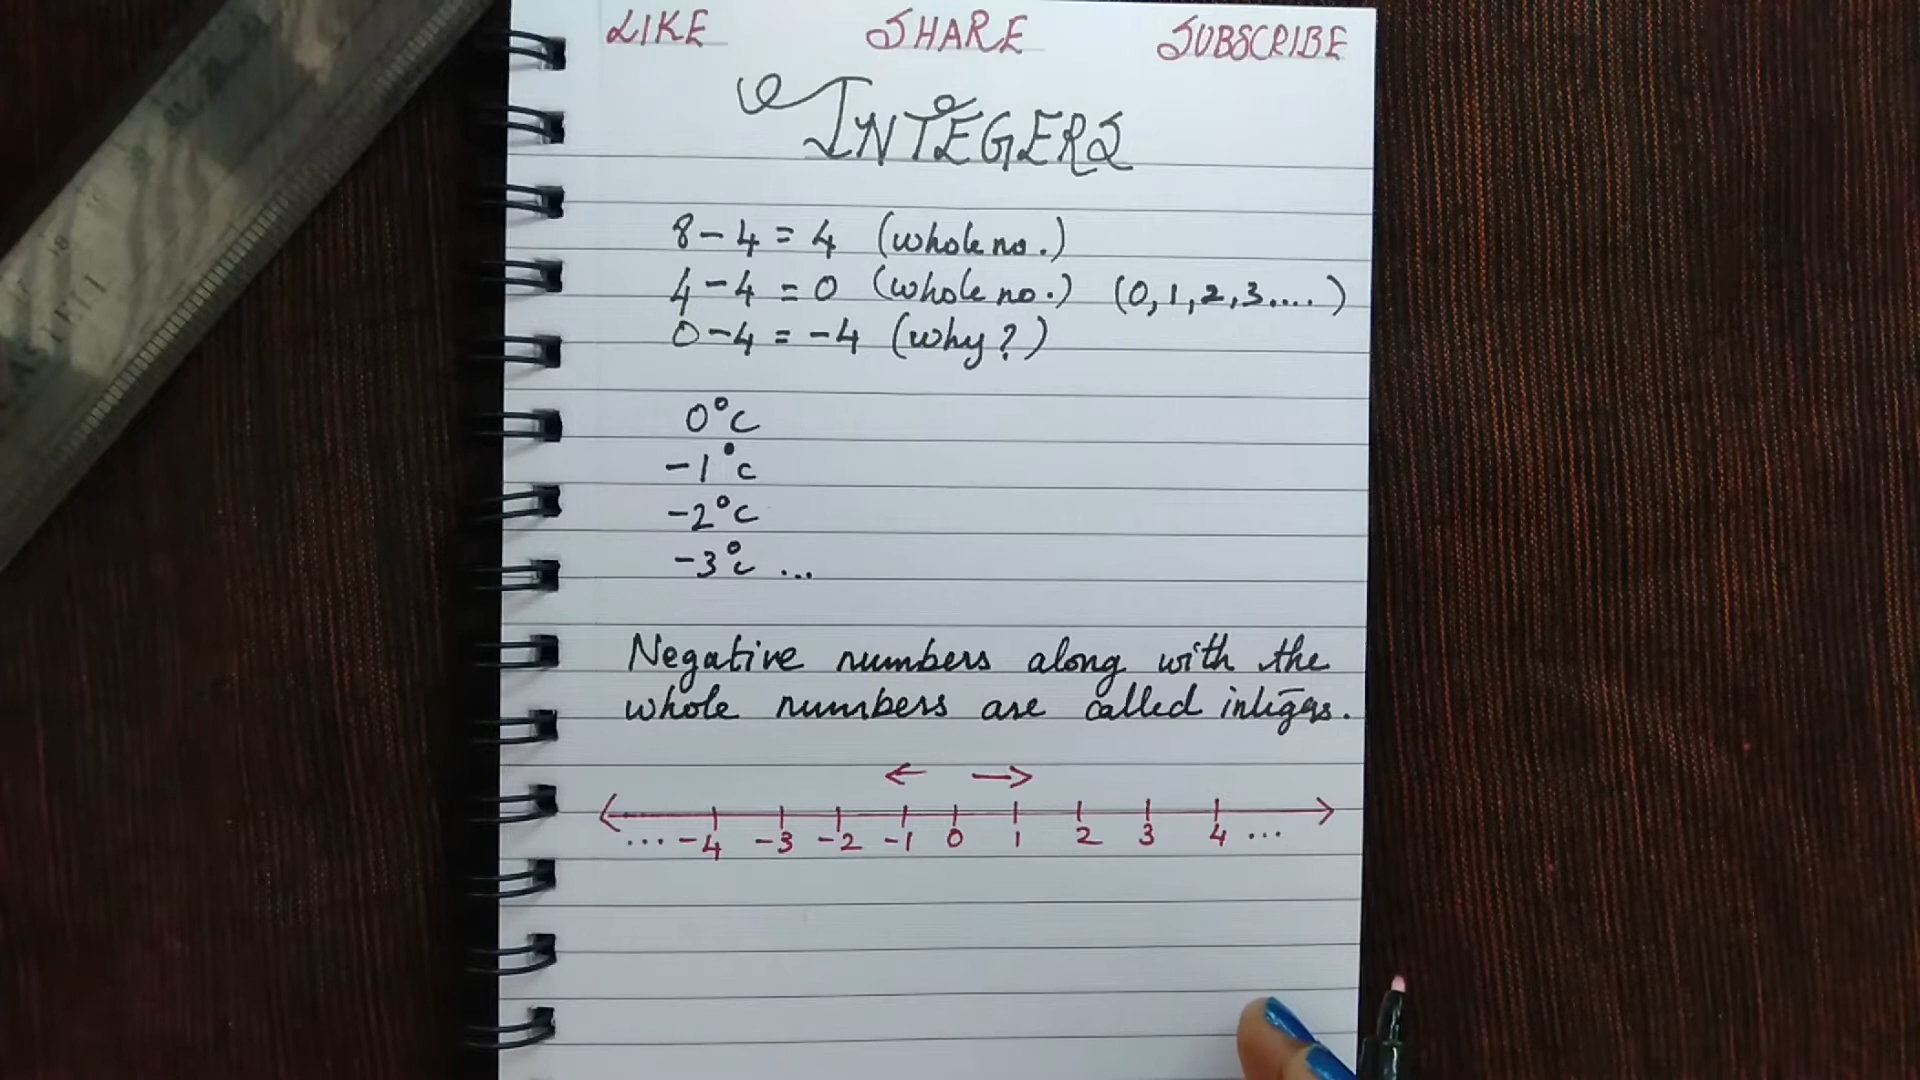 LIKE SHARE SUBSCRIBE
INTEGERS
8 - 4 = 4 (whole no.)
4 - 4 = 0 (whole no.) (0, 1, 2, 3....)
0 - 4 = -4 (why?)
0°C
-1°C
-2°C
-3°C ...
Negative numbers along with the
whole numbers are called integers.
← →
... -4 -3 -2 -1 0 1 2 3 4 ...